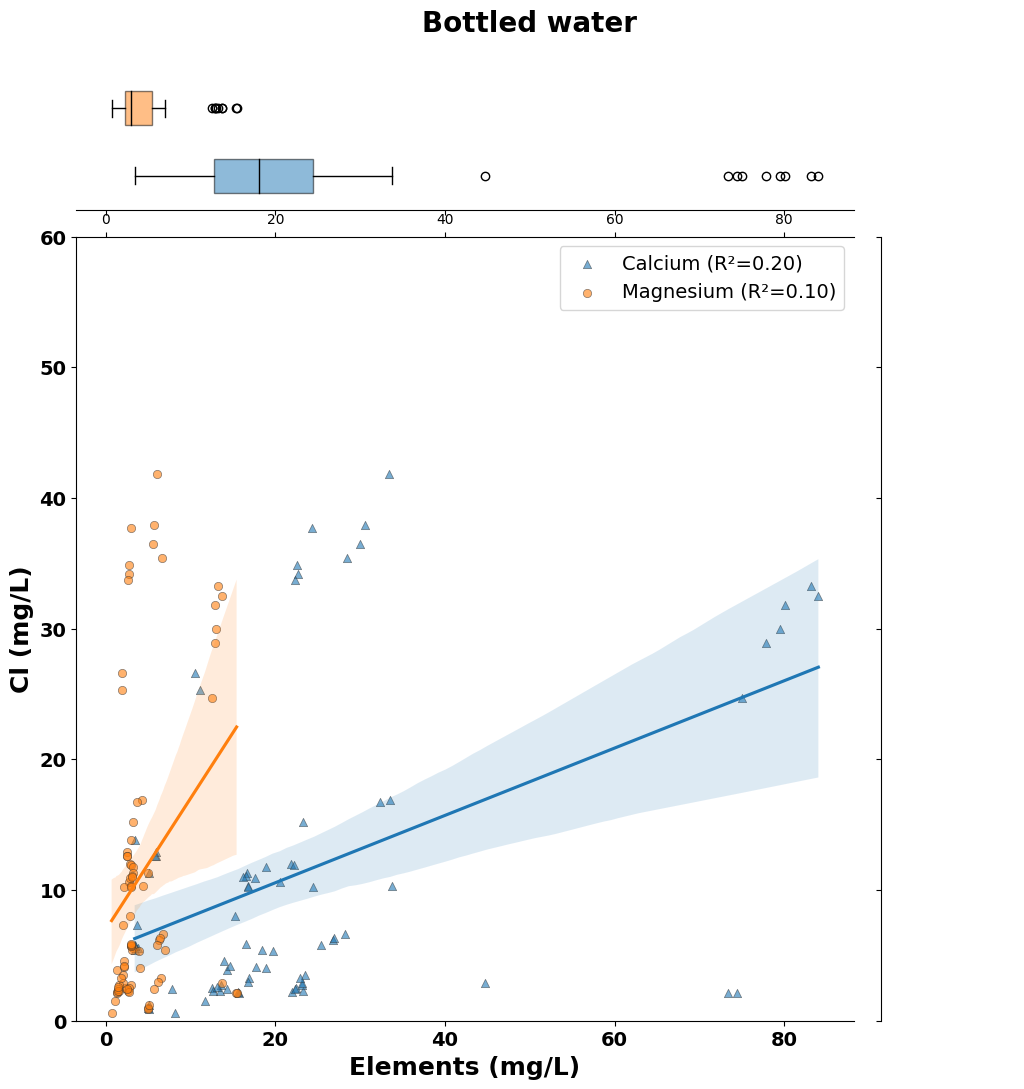 Bottled water
0 20 40 60 80
60
Calcium (R²=0.20)
Magnesium (R²=0.10)
50
40
30
20
10
0
Cl (mg/L)
0 20 40 60 80
Elements (mg/L)